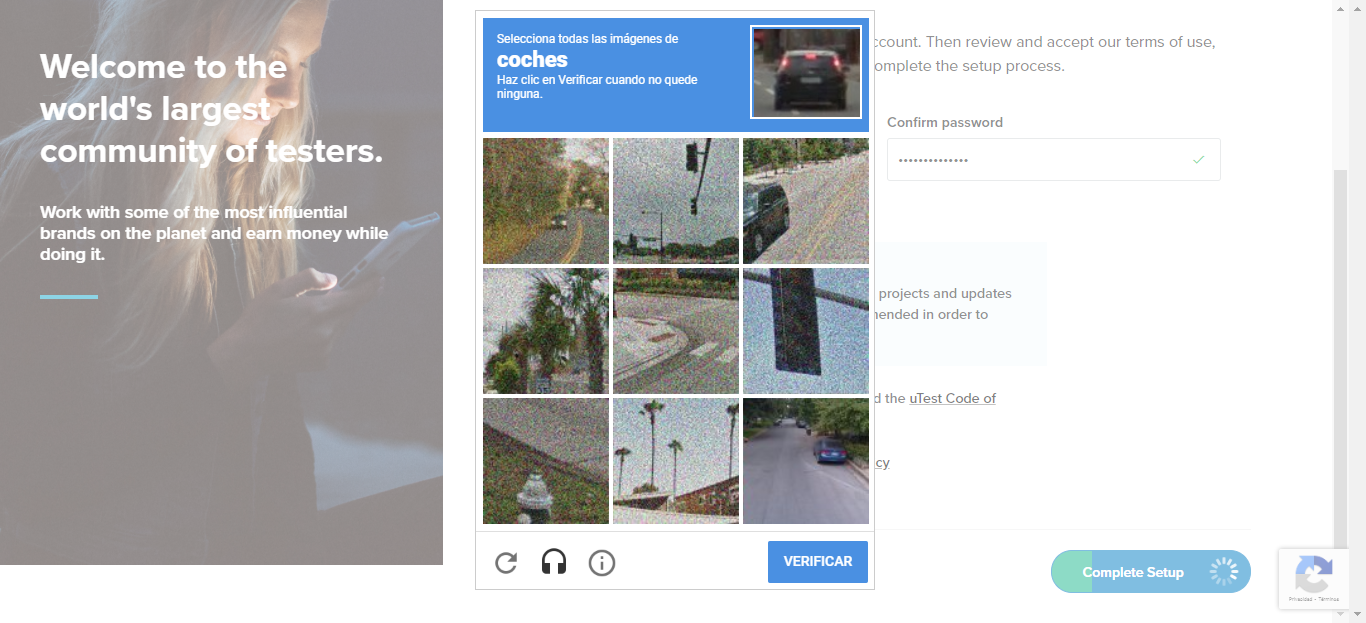 Welcome to the
world's largest
community of testers.
Work with some of the most influential
brands on the planet and earn money while
doing it.
Selecciona todas las imágenes de
coches
Haz clic en Verificar cuando no quede
ninguna.
VERIFICAR
ccount. Then review and accept our terms of use,
omplete the setup process.
Confirm password
••••••••••••••
projects and updates
nended in order to
d the uTest Code of
cy
Complete Setup
Privacidad - Términos